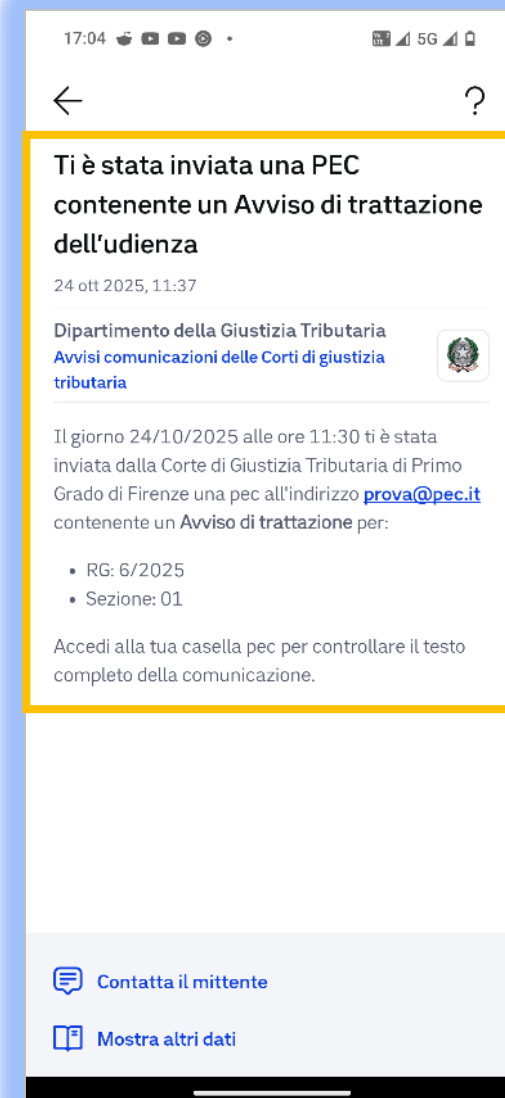 17:04
5G
?
Ti è stata inviata una PEC
contenente un Avviso di trattazione
dell'udienza
24 ott 2025, 11:37
Dipartimento della Giustizia Tributaria
Avvisi comunicazioni delle Corti di giustizia
tributaria
Il giorno 24/10/2025 alle ore 11:30 ti è stata
inviata dalla Corte di Giustizia Tributaria di Primo
Grado di Firenze una pec all'indirizzo prova@pec.it
contenente un Avviso di trattazione per:
• RG: 6/2025
• Sezione: 01
Accedi alla tua casella pec per controllare il testo
completo della comunicazione.
Contatta il mittente
Mostra altri dati